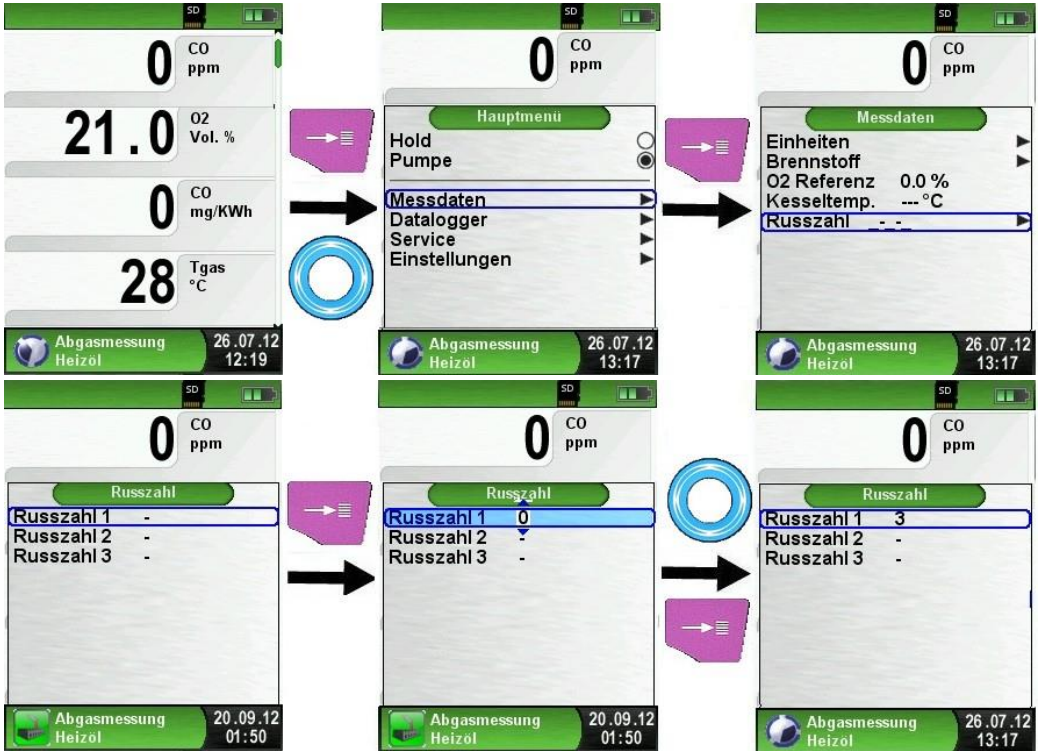 SD
0 CO
ppm
21.0 O2
Vol. %
0 CO
mg/KWh
28 Tgas
°C
Abgasmessung 26.07.12
Heizöl 12:19
SD
0 CO
ppm
Hauptmenü
Hold
Pumpe
Messdaten
Datalogger
Service
Einstellungen
Abgasmessung 26.07.12
Heizöl 13:17
SD
0 CO
ppm
Messdaten
Einheiten
Brennstoff
O2 Referenz 0.0 %
Kesseltemp. --- °C
Russzahl _-_-_
Abgasmessung 26.07.12
Heizöl 13:17
SD
0 CO
ppm
Russzahl
Russzahl 1 -
Russzahl 2 -
Russzahl 3 -
Abgasmessung 20.09.12
Heizöl 01:50
SD
0 CO
ppm
Russzahl
Russzahl 1 0
Russzahl 2 -
Russzahl 3 -
Abgasmessung 20.09.12
Heizöl 01:50
SD
0 CO
ppm
Russzahl
Russzahl 1 3
Russzahl 2 -
Russzahl 3 -
Abgasmessung 26.07.12
Heizöl 13:17